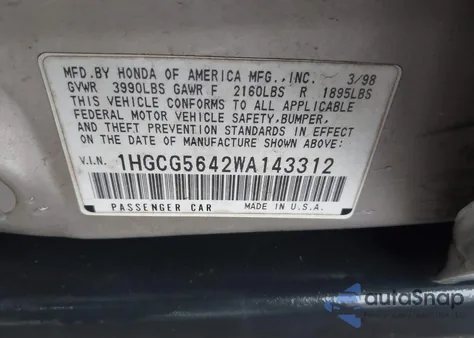 MFD.BY HONDA OF AMERICA MFG.,INC. 3/98
GVWR 3990LBS GAWR F 2160LBS R 1895LBS
THIS VEHICLE CONFORMS TO ALL APPLICABLE
FEDERAL MOTOR VEHICLE SAFETY,BUMPER,
AND THEFT PREVENTION STANDARDS IN EFFECT
ON THE DATE OF MANUFACTURE SHOWN ABOVE:
V.I.N. 1HGCG5642WA143312
PASSENGER CAR MADE IN U.S.A.
autoSnap